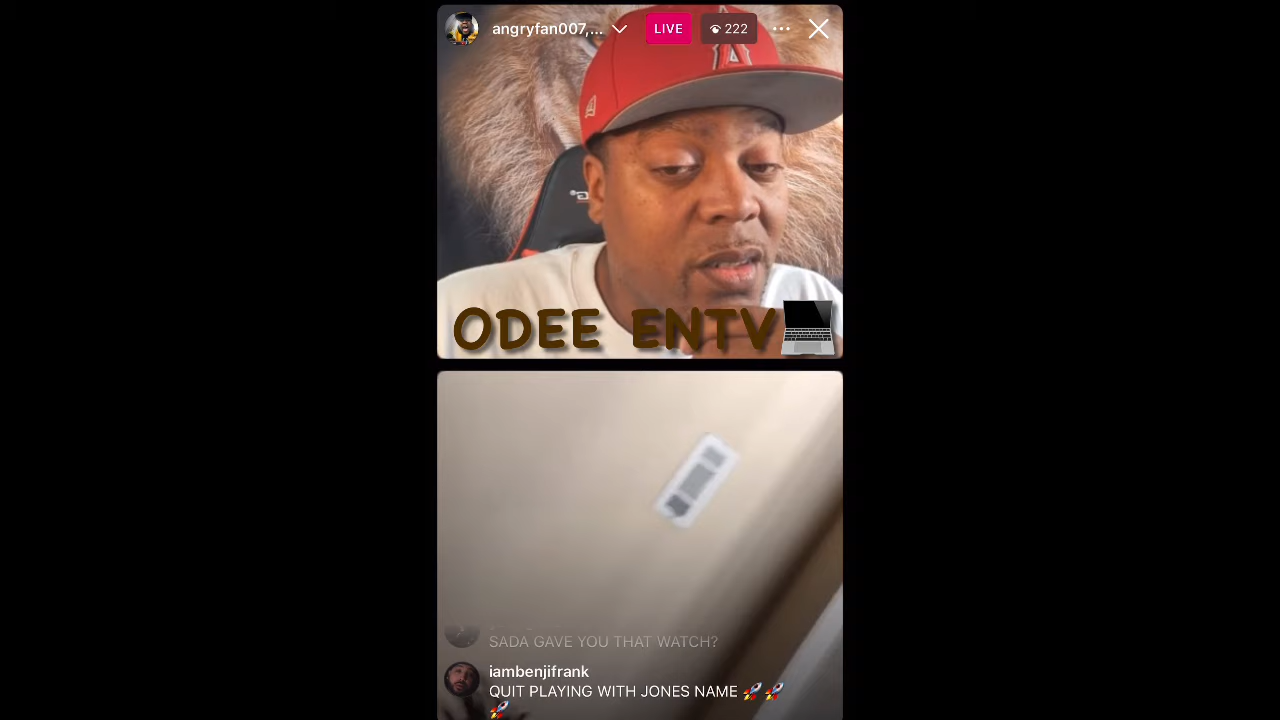 angryfan007,...
LIVE
222
A
ODEE ENTV
SADA GAVE YOU THAT WATCH?
iambenjifrank
QUIT PLAYING WITH JONES NAME 🚀🚀
🚀